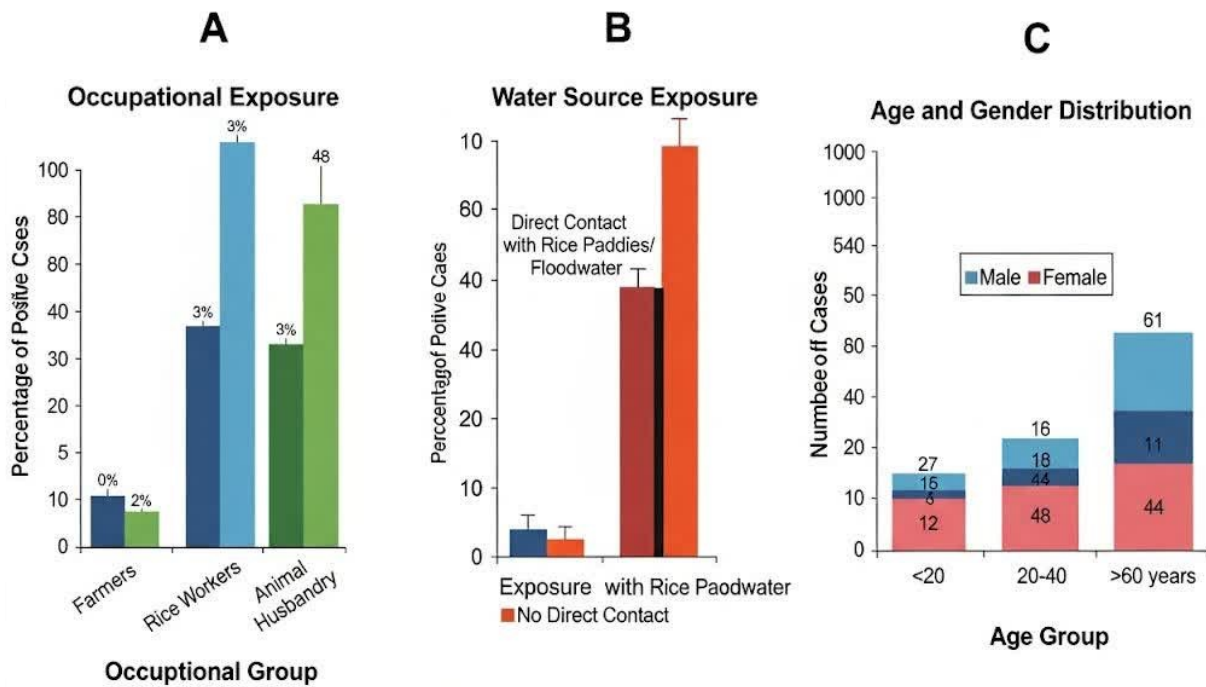 A
Occupational Exposure
Percentage of Positive Cses
100
80
80
40
30
20
5
10
0
0%
2%
3%
3%
3%
48
Farmers
Rice Workers
Animal
Husbandry
Occuptional Group
B
Water Source Exposure
Perccetagof Potive Caes
10
60
40
40
20
0
Direct Contact
with Rice Paddies/
Floodwater
Exposure
with Rice Paodwater
No Direct Contact
C
Age and Gender Distribution
Numbee off Cases
1000
1000
540
50
80
40
20
10
0
Male
Female
27
15
12
16
18
44
48
61
11
44
<20
20-40
>60 years
Age Group